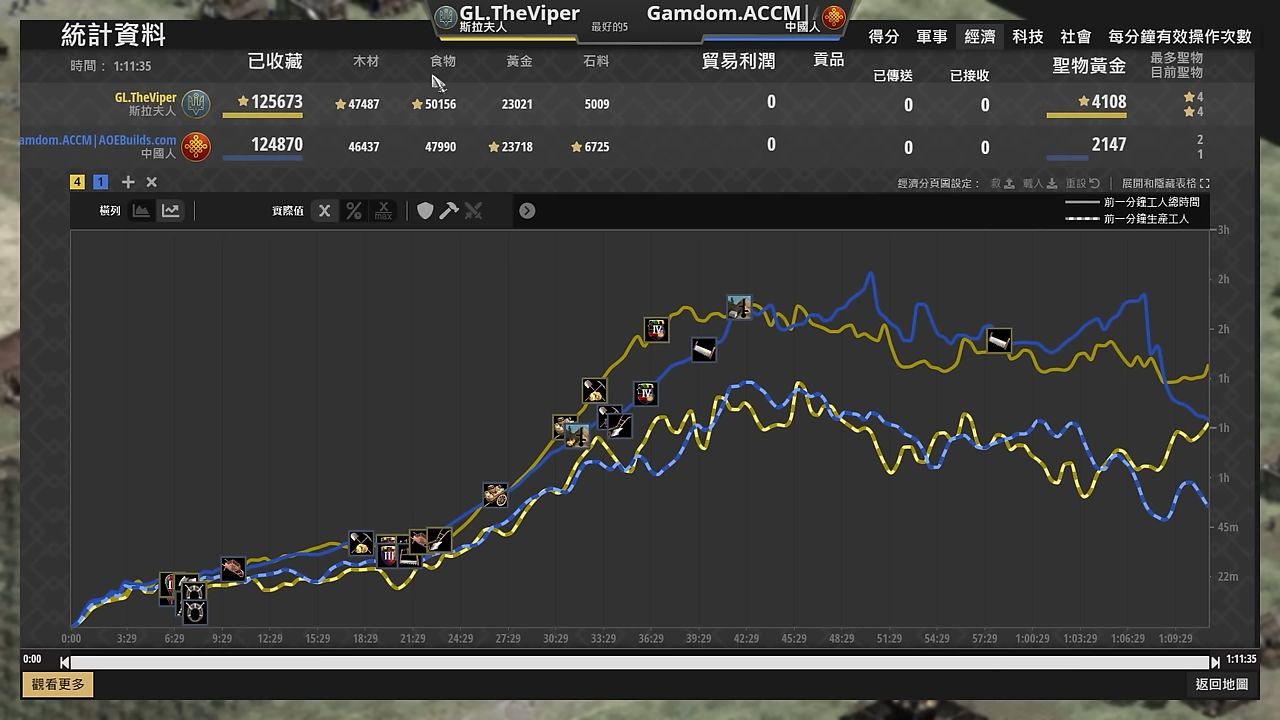 GL.TheViper
斯拉夫人
最好的5
Gamdom.ACCM|
中國人
統計資料
得分 軍事 經濟 科技 社會 每分鐘有效操作次數
時間： 1:11:35
已收藏 木材 食物 黃金 石料 貿易利潤 貢品 已傳送 已接收 聖物黃金 最多聖物
目前聖物
GL.TheViper
斯拉夫人
125673 47487 50156 23021 5009 0 0 0 4108 4
4
amdom.ACCM|AOEBuilds.com
中國人
124870 46437 47990 23718 6725 0 0 0 2147 2
1
4 1
經濟分頁圖設定： 載入 重設 展開和隱藏表格
橫列 實際值 X % X max
前一分鐘工人總時間
前一分鐘生產工人
3h
2h
2h
1h
1h
1h
45m
22m
0:00 3:29 6:29 9:29 12:29 15:29 18:29 21:29 24:29 27:29 30:29 33:29 36:29 39:29 42:29 45:29 48:29 51:29 54:29 57:29 1:00:29 1:03:29 1:06:29 1:09:29
0:00 1:11:35
觀看更多 返回地圖